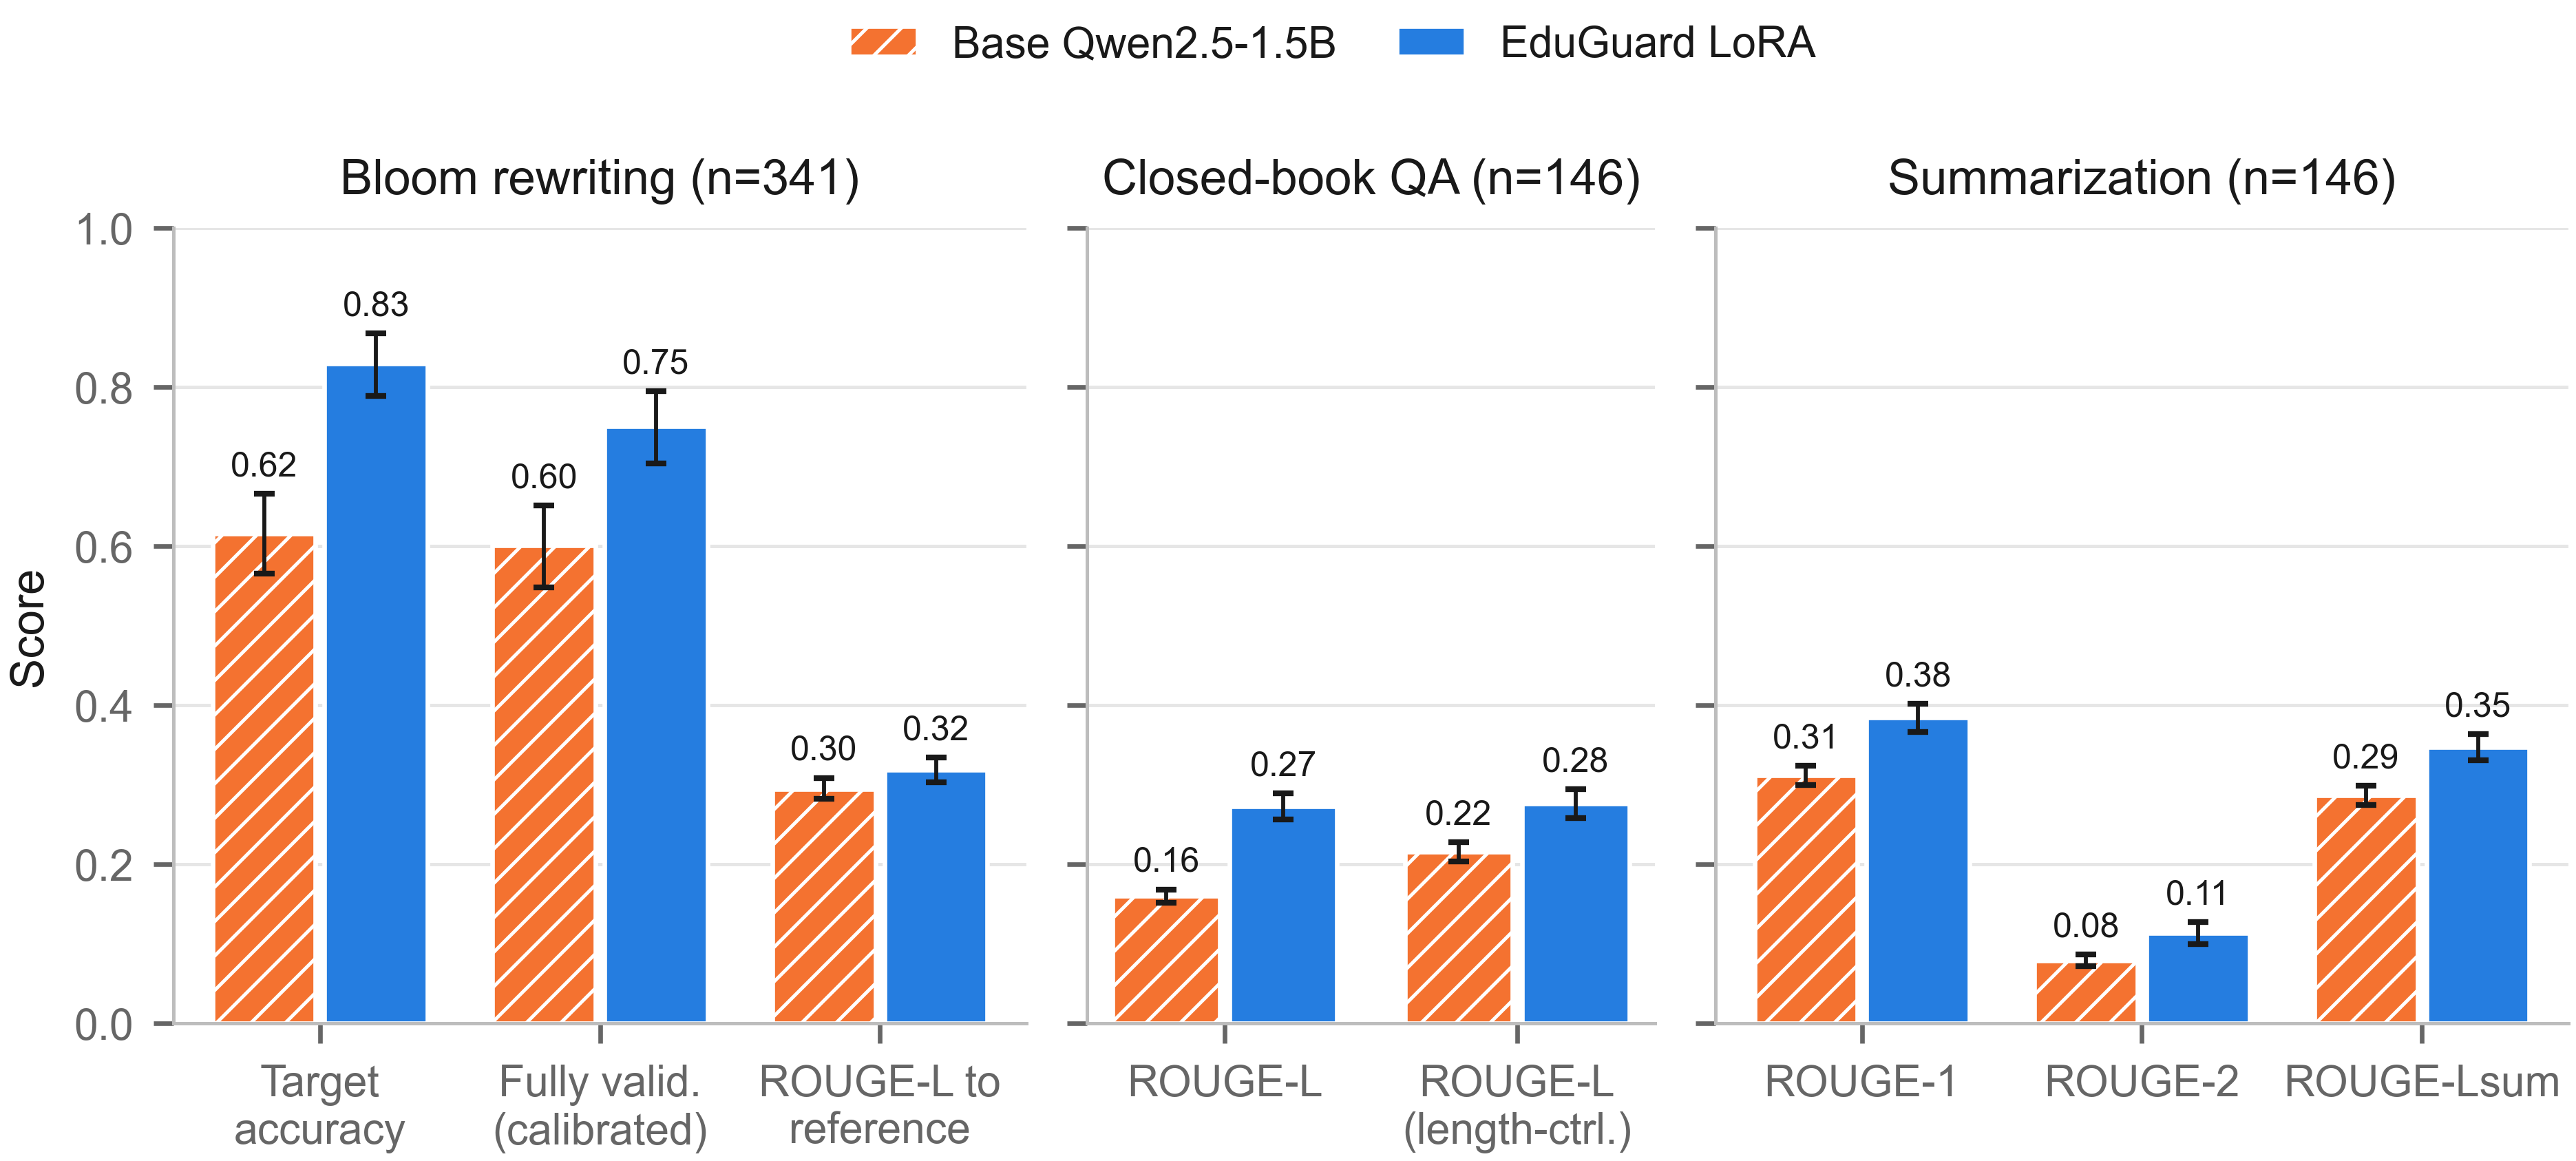 Base Qwen2.5-1.5B
EduGuard LoRA
Bloom rewriting (n=341)
Closed-book QA (n=146)
Summarization (n=146)
Score
1.0
0.8
0.6
0.4
0.2
0.0
0.62
0.83
0.60
0.75
0.30
0.32
0.16
0.27
0.22
0.28
0.31
0.38
0.08
0.11
0.29
0.35
Target
accuracy
Fully valid.
(calibrated)
ROUGE-L to
reference
ROUGE-L
ROUGE-L
(length-ctrl.)
ROUGE-1
ROUGE-2
ROUGE-Lsum